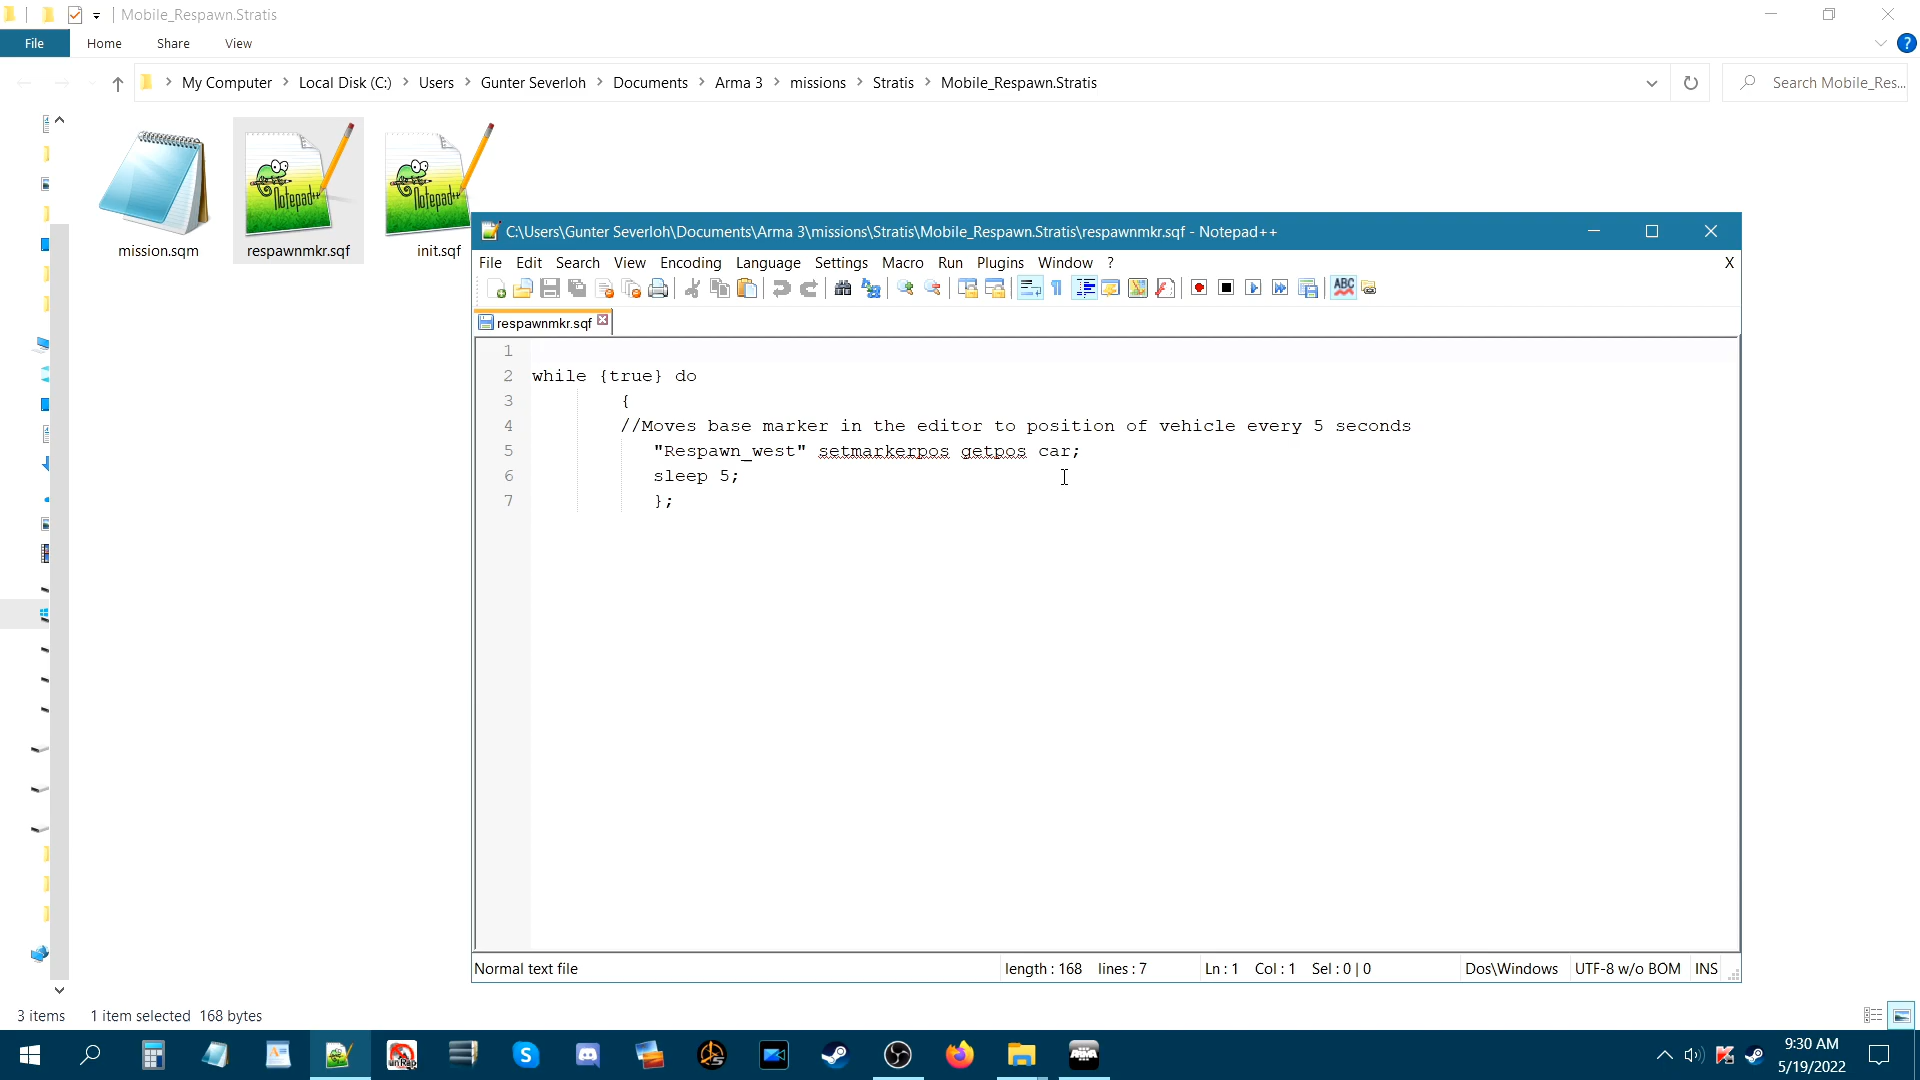 Mobile_Respawn.Stratis
File Home Share View
My Computer Local Disk (C:) Users Gunter Severloh Documents Arma 3 missions Stratis Mobile_Respawn.Stratis
Search Mobile_Res...
Notepad++
Notepad++
mission.sqm
respawnmkr.sqf
init.sqf
C:\Users\Gunter Severloh\Documents\Arma 3\missions\Stratis\Mobile_Respawn.Stratis\respawnmkr.sqf - Notepad++
File Edit Search View Encoding Language Settings Macro Run Plugins Window ? X
ABC
respawnmkr.sqf
1
2 while {true} do
3 {
4 //Moves base marker in the editor to position of vehicle every 5 seconds
5 "Respawn_west" setmarkerpos getpos car;
6 sleep 5;
7 };
Normal text file length : 168 lines : 7 Ln : 1 Col : 1 Sel : 0 | 0 Dos\Windows UTF-8 w/o BOM INS
3 items 1 item selected 168 bytes
unRap
ARMA
9:30 AM
5/19/2022